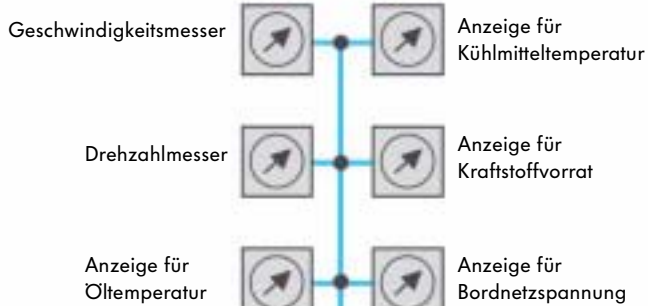 Geschwindigkeitsmesser
Anzeige für
Kühlmitteltemperatur
Drehzahlmesser
Anzeige für
Kraftstoffvorrat
Anzeige für
Öltemperatur
Anzeige für
Bordnetzspannung